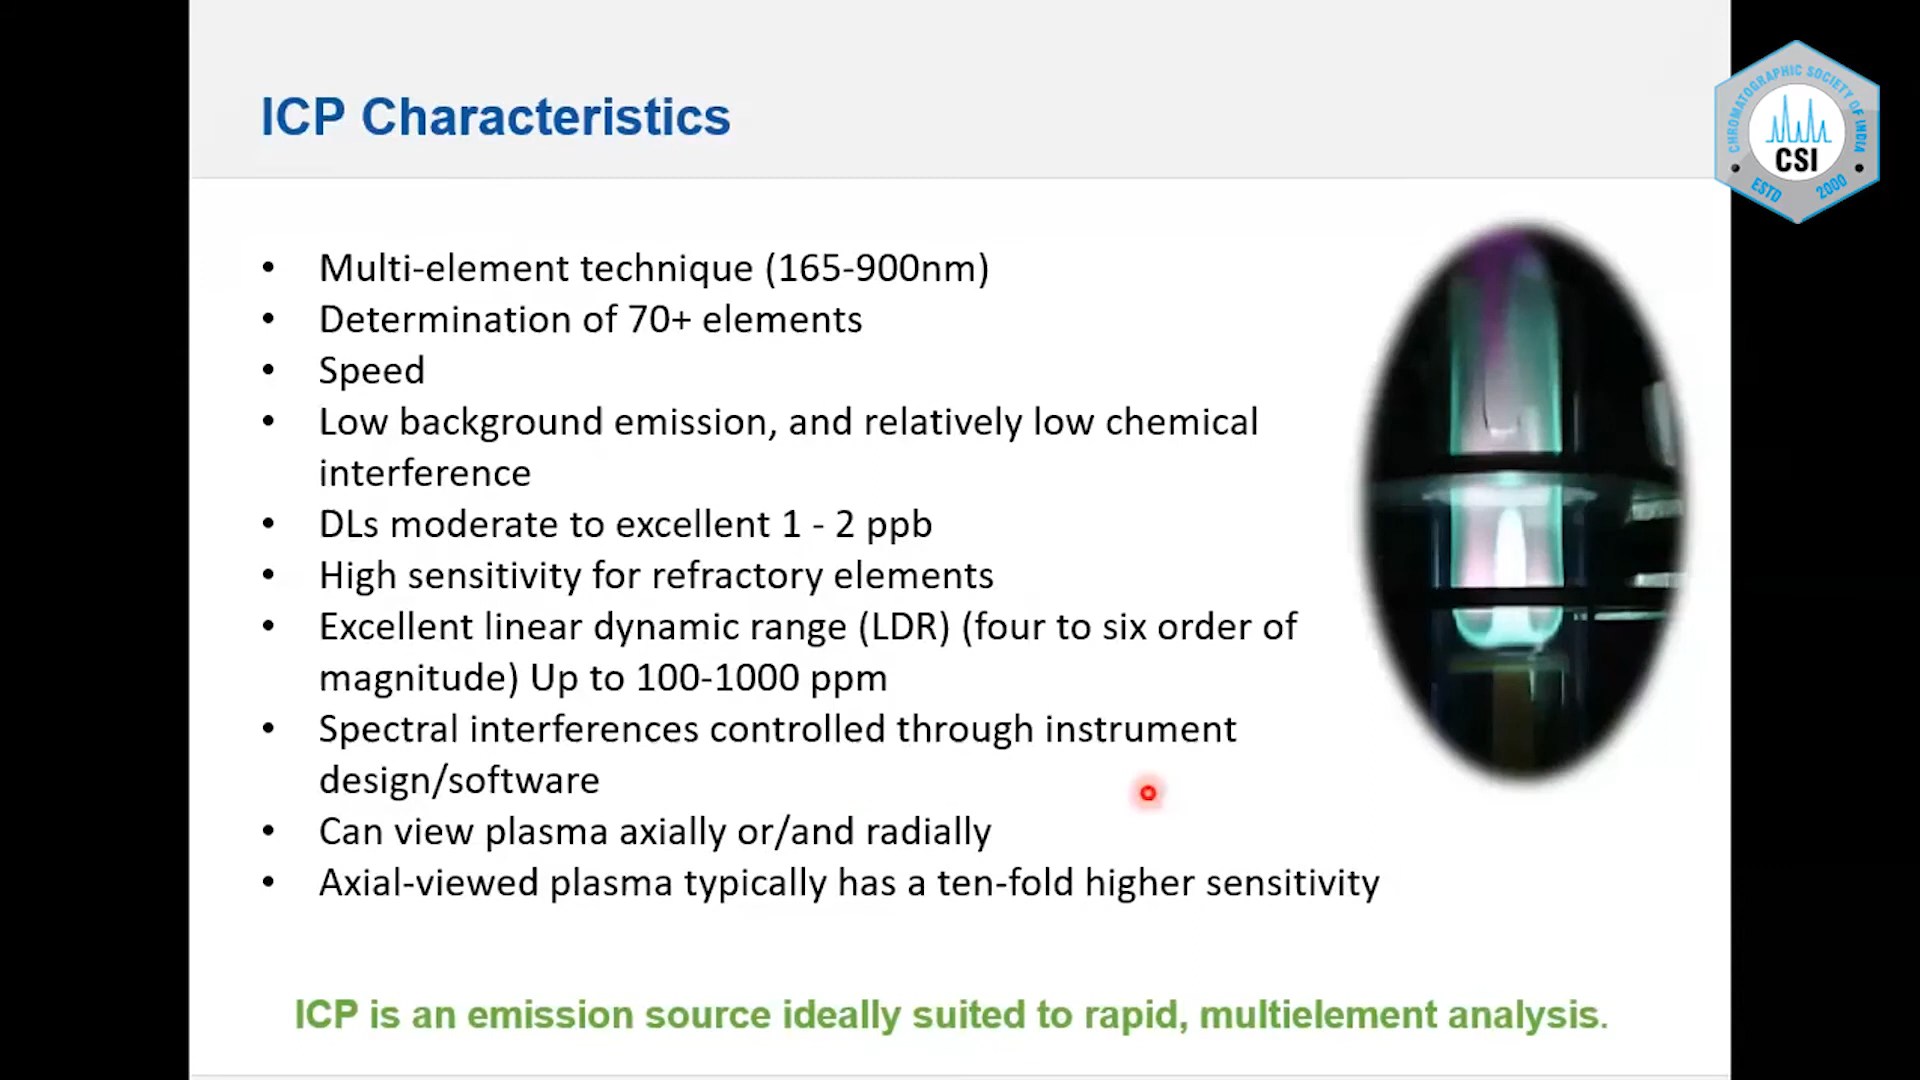 ICP Characteristics
CHROMATOGRAPHIC SOCIETY OF INDIA
CSI
ESTD 2000
• Multi-element technique (165-900nm)
• Determination of 70+ elements
• Speed
• Low background emission, and relatively low chemical
interference
• DLs moderate to excellent 1 - 2 ppb
• High sensitivity for refractory elements
• Excellent linear dynamic range (LDR) (four to six order of
magnitude) Up to 100-1000 ppm
• Spectral interferences controlled through instrument
design/software
• Can view plasma axially or/and radially
• Axial-viewed plasma typically has a ten-fold higher sensitivity
ICP is an emission source ideally suited to rapid, multielement analysis.